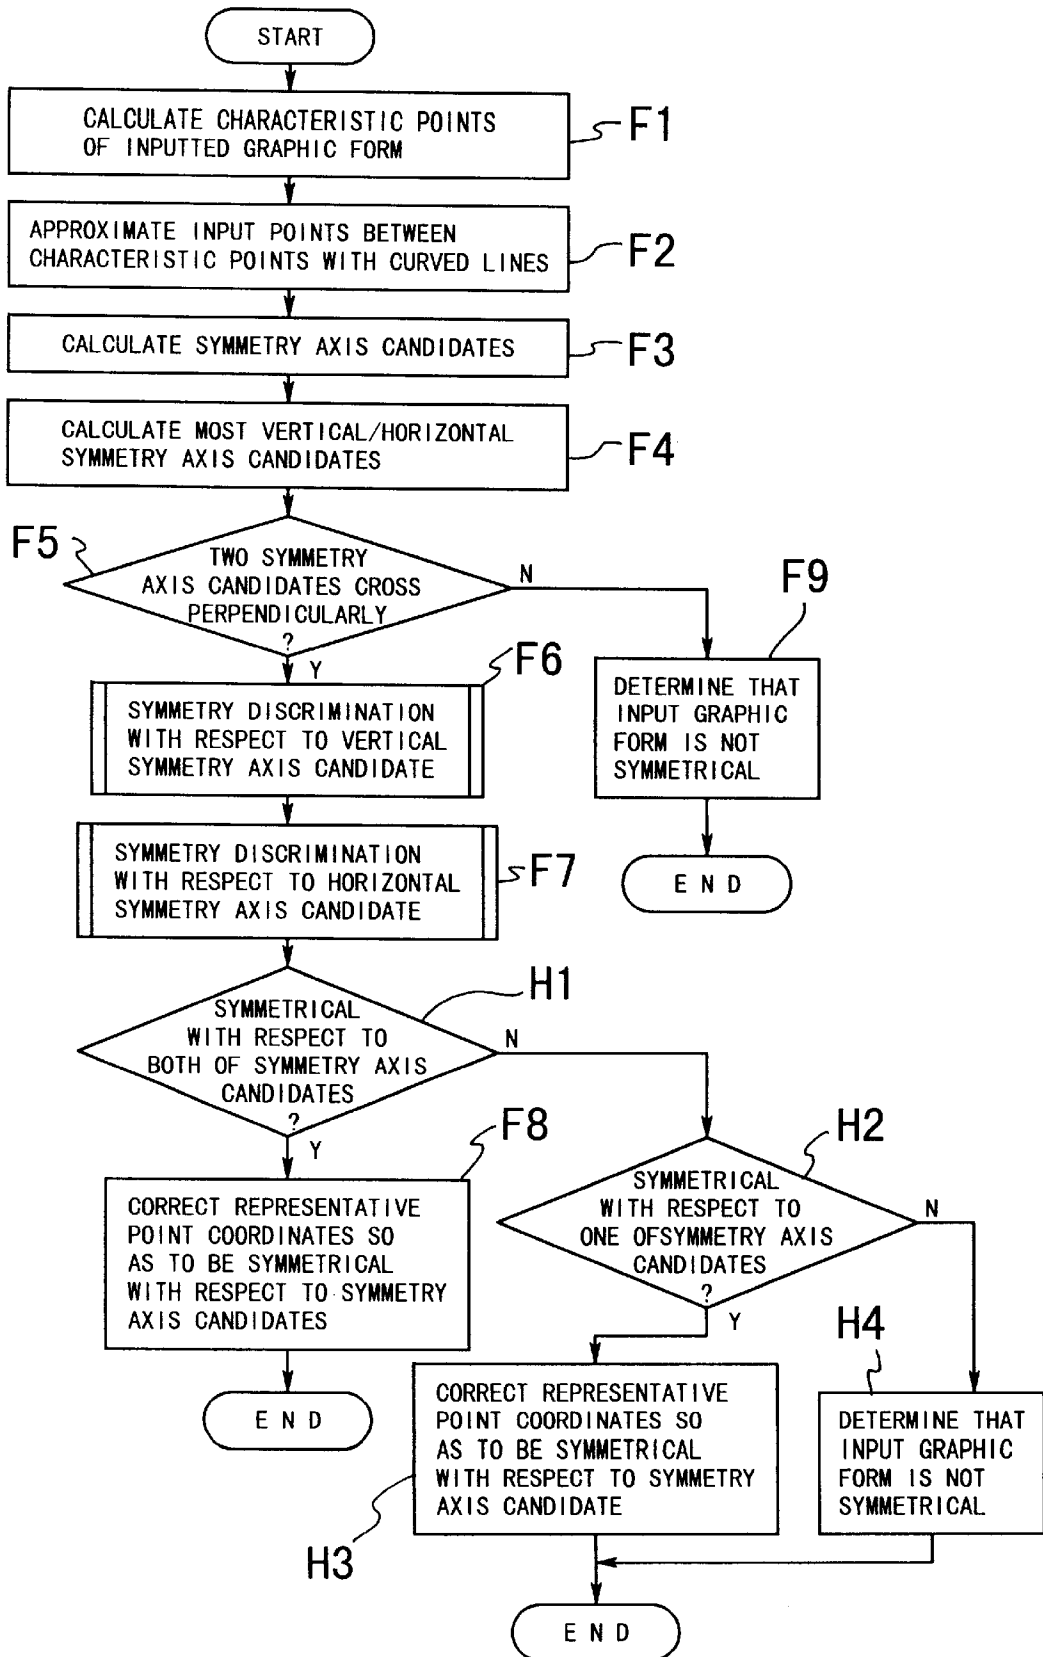 START
CALCULATE CHARACTERISTIC POINTS
OF INPUTTED GRAPHIC FORM
F1
APPROXIMATE INPUT POINTS BETWEEN
CHARACTERISTIC POINTS WITH CURVED LINES
F2
CALCULATE SYMMETRY AXIS CANDIDATES
F3
CALCULATE MOST VERTICAL/HORIZONTAL
SYMMETRY AXIS CANDIDATES
F4
F5
TWO SYMMETRY
AXIS CANDIDATES CROSS
PERPENDICULARLY
?
N
Y
F9
DETERMINE THAT
INPUT GRAPHIC
FORM IS NOT
SYMMETRICAL
END
F6
SYMMETRY DISCRIMINATION
WITH RESPECT TO VERTICAL
SYMMETRY AXIS CANDIDATE
SYMMETRY DISCRIMINATION
WITH RESPECT TO HORIZONTAL
SYMMETRY AXIS CANDIDATE
F7
H1
SYMMETRICAL
WITH RESPECT TO
BOTH OF SYMMETRY AXIS
CANDIDATES
?
N
Y
F8
CORRECT REPRESENTATIVE
POINT COORDINATES SO
AS TO BE SYMMETRICAL
WITH RESPECT TO SYMMETRY
AXIS CANDIDATES
END
H2
SYMMETRICAL
WITH RESPECT TO
ONE OFSYMMETRY AXIS
CANDIDATES
?
N
Y
H3
CORRECT REPRESENTATIVE
POINT COORDINATES SO
AS TO BE SYMMETRICAL
WITH RESPECT TO SYMMETRY
AXIS CANDIDATE
H4
DETERMINE THAT
INPUT GRAPHIC
FORM IS NOT
SYMMETRICAL
END